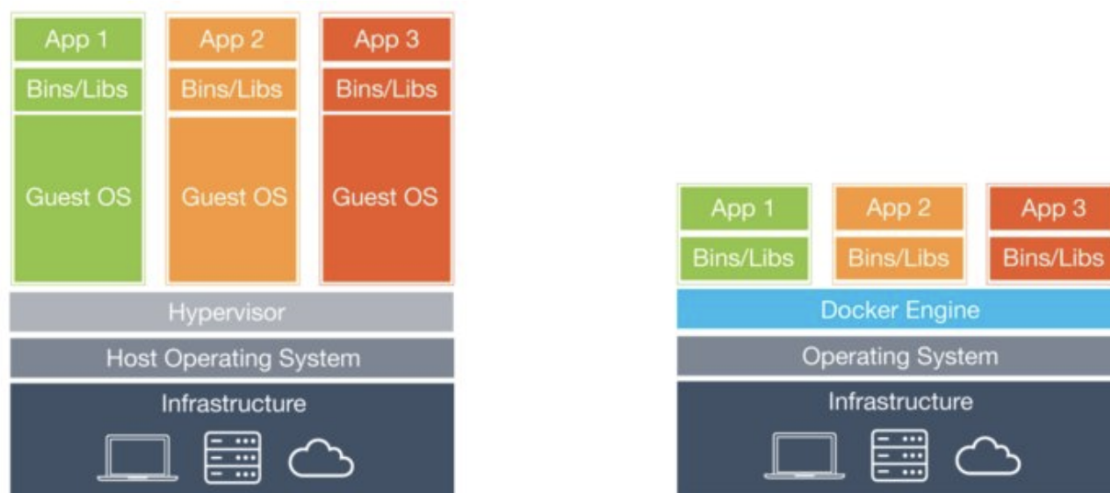 App 1
App 2
App 3
Bins/Libs
Bins/Libs
Bins/Libs
Guest OS
Guest OS
Guest OS
Hypervisor
Host Operating System
Infrastructure
App 1
App 2
App 3
Bins/Libs
Bins/Libs
Bins/Libs
Docker Engine
Operating System
Infrastructure